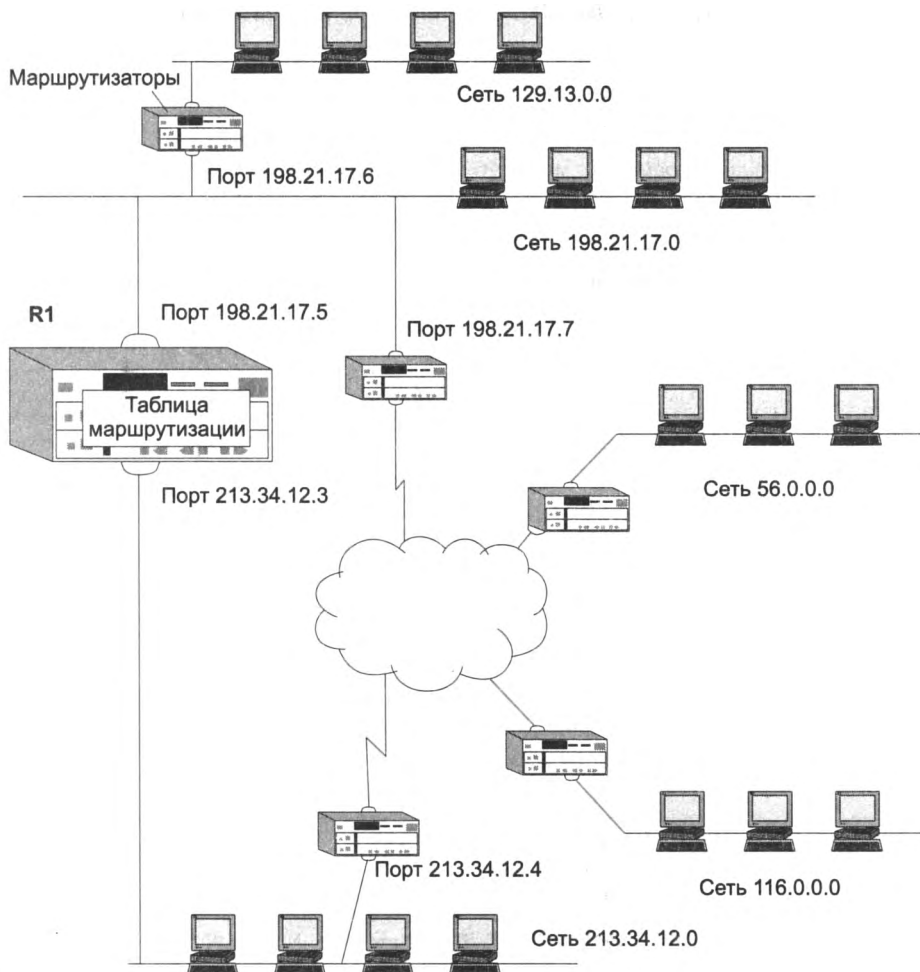 Маршрутизаторы
Сеть 129.13.0.0
Порт 198.21.17.6
Сеть 198.21.17.0
R1
Порт 198.21.17.5
Порт 198.21.17.7
Таблица
маршрутизации
Порт 213.34.12.3
Сеть 56.0.0.0
Порт 213.34.12.4
Сеть 116.0.0.0
Сеть 213.34.12.0